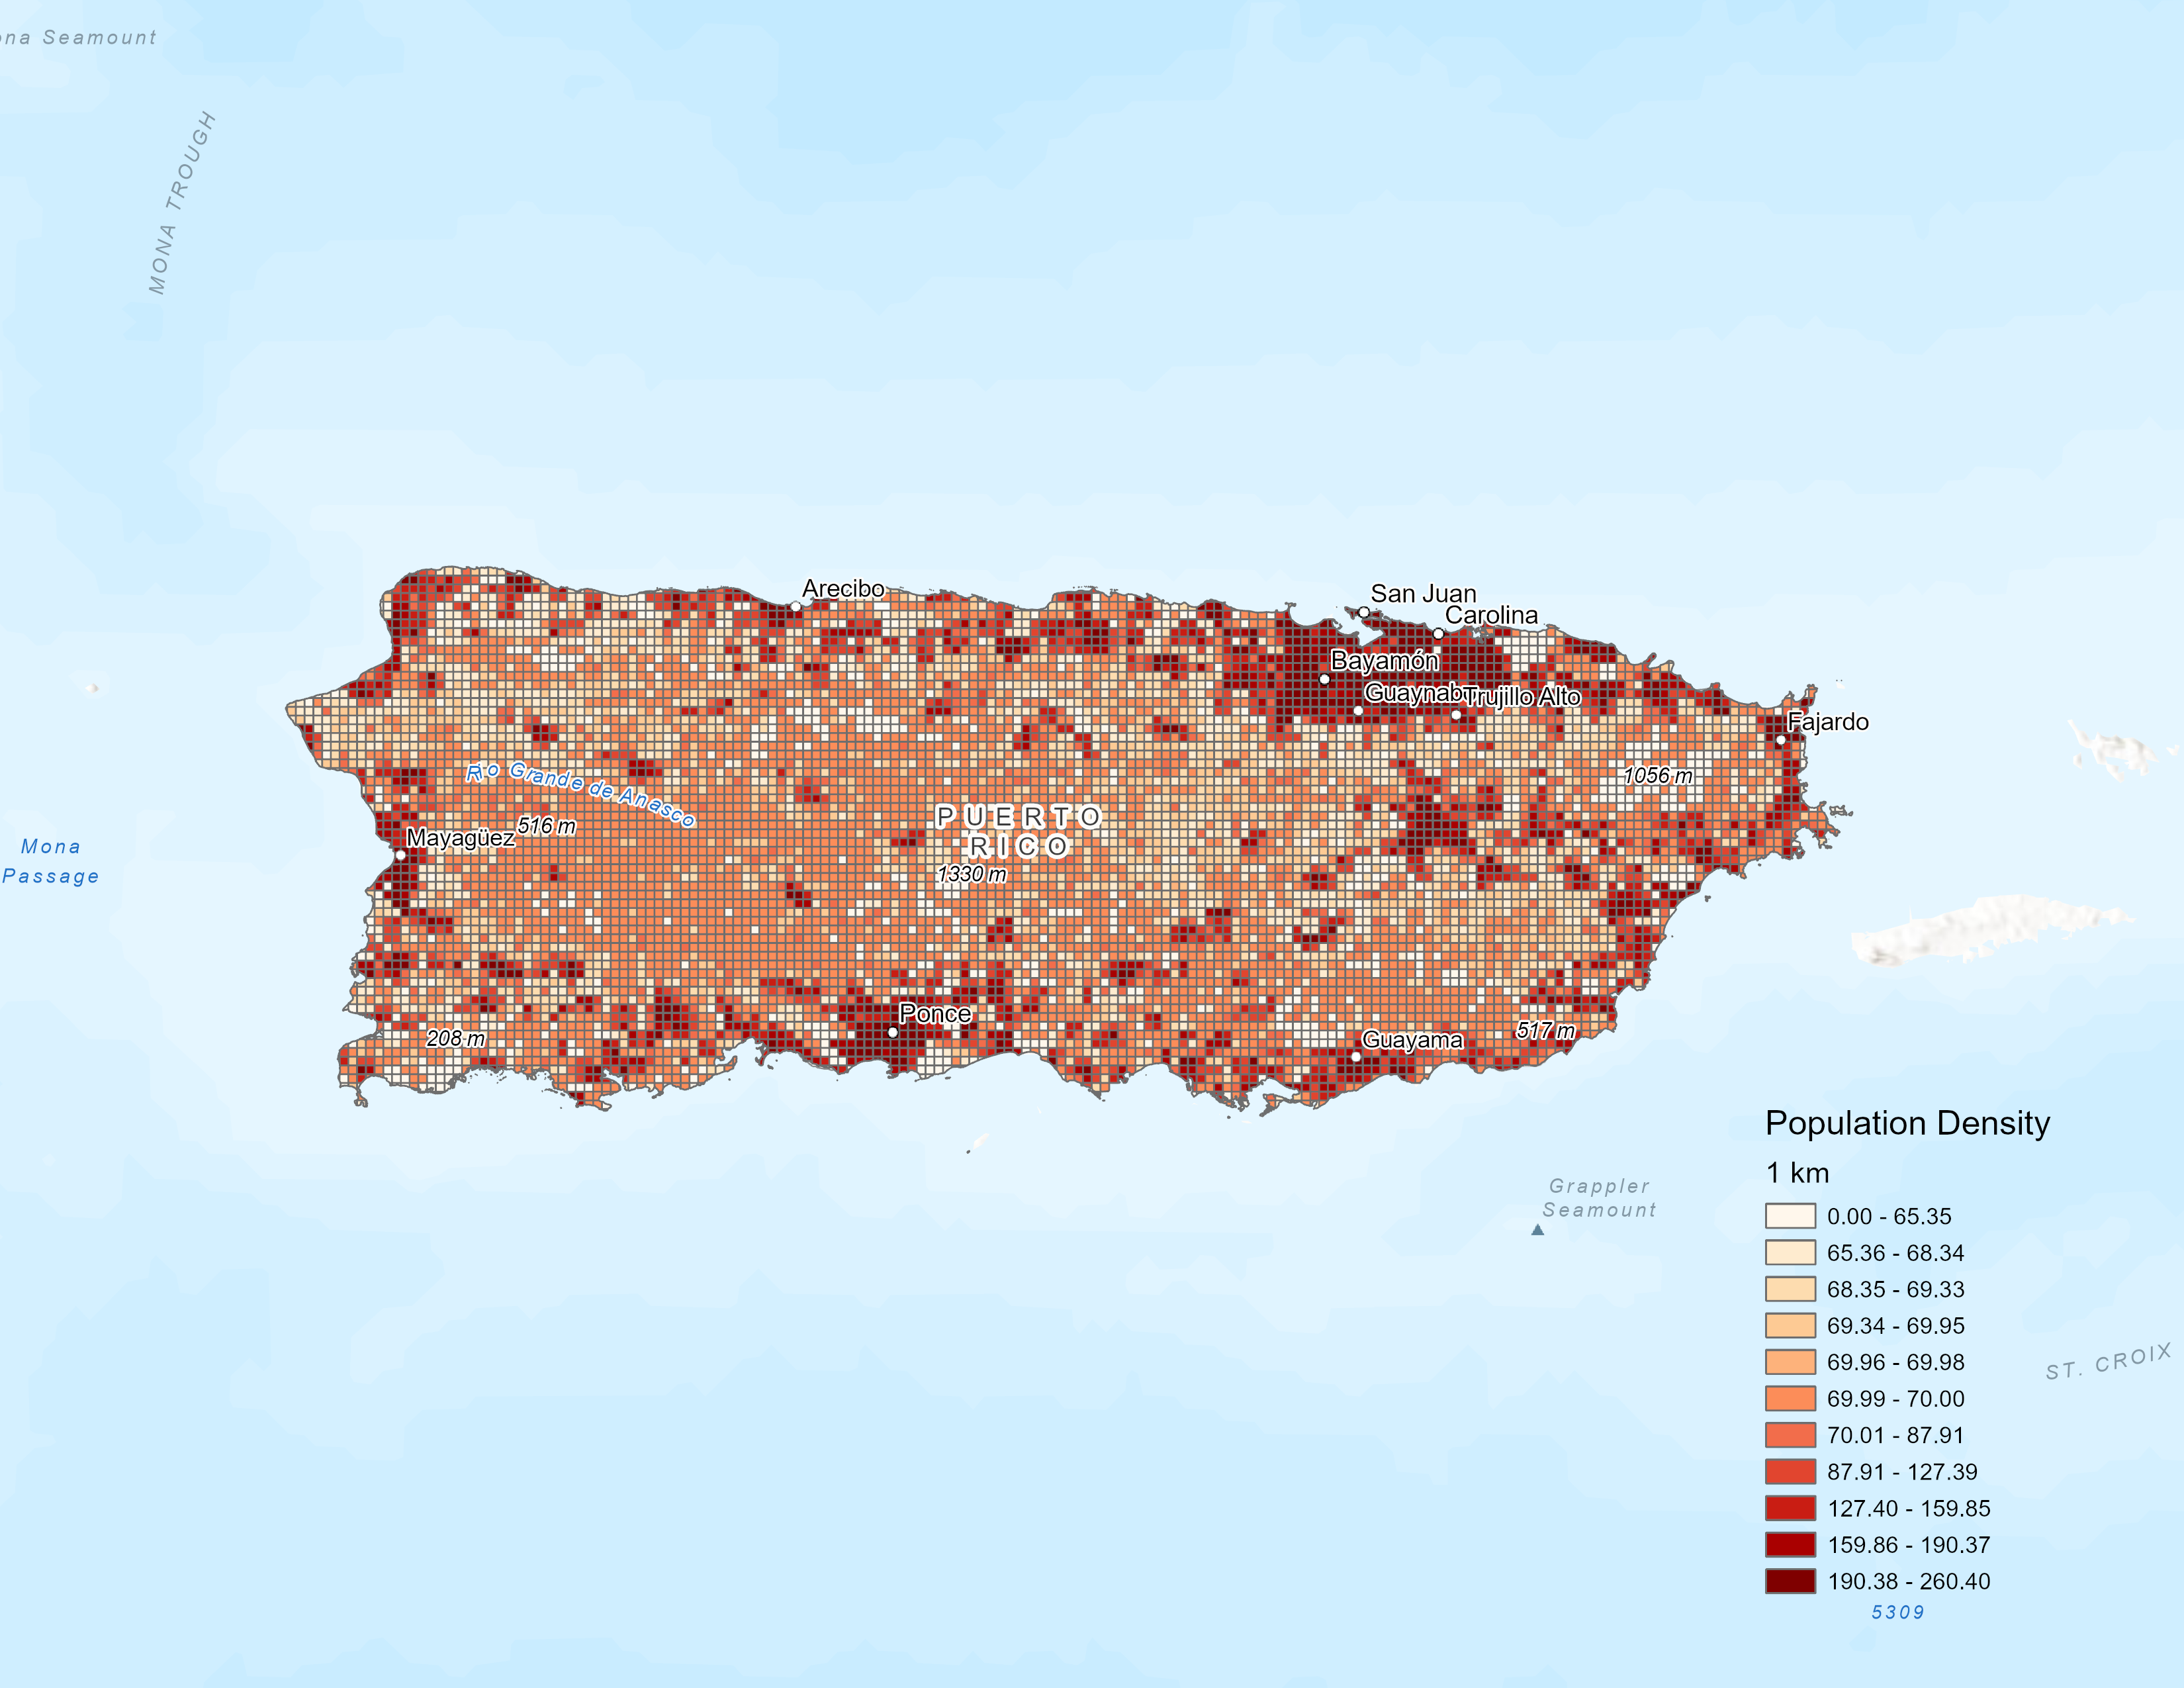 ona Seamount
MONA TROUGH
Arecibo
San Juan
Carolina
Bayamón
Guaynab
Trujillo Alto
Fajardo
Río Grande de Anasco
1056 m
PUERTO
RICO
516 m
Mayagüez
Mona
Passage
1330 m
Ponce
208 m
Guayama
517 m
Population Density
1 km
Grappler
Seamount
0.00 - 65.35
65.36 - 68.34
68.35 - 69.33
69.34 - 69.95
69.96 - 69.98
69.99 - 70.00
70.01 - 87.91
87.91 - 127.39
127.40 - 159.85
159.86 - 190.37
190.38 - 260.40
ST. CROIX
5309